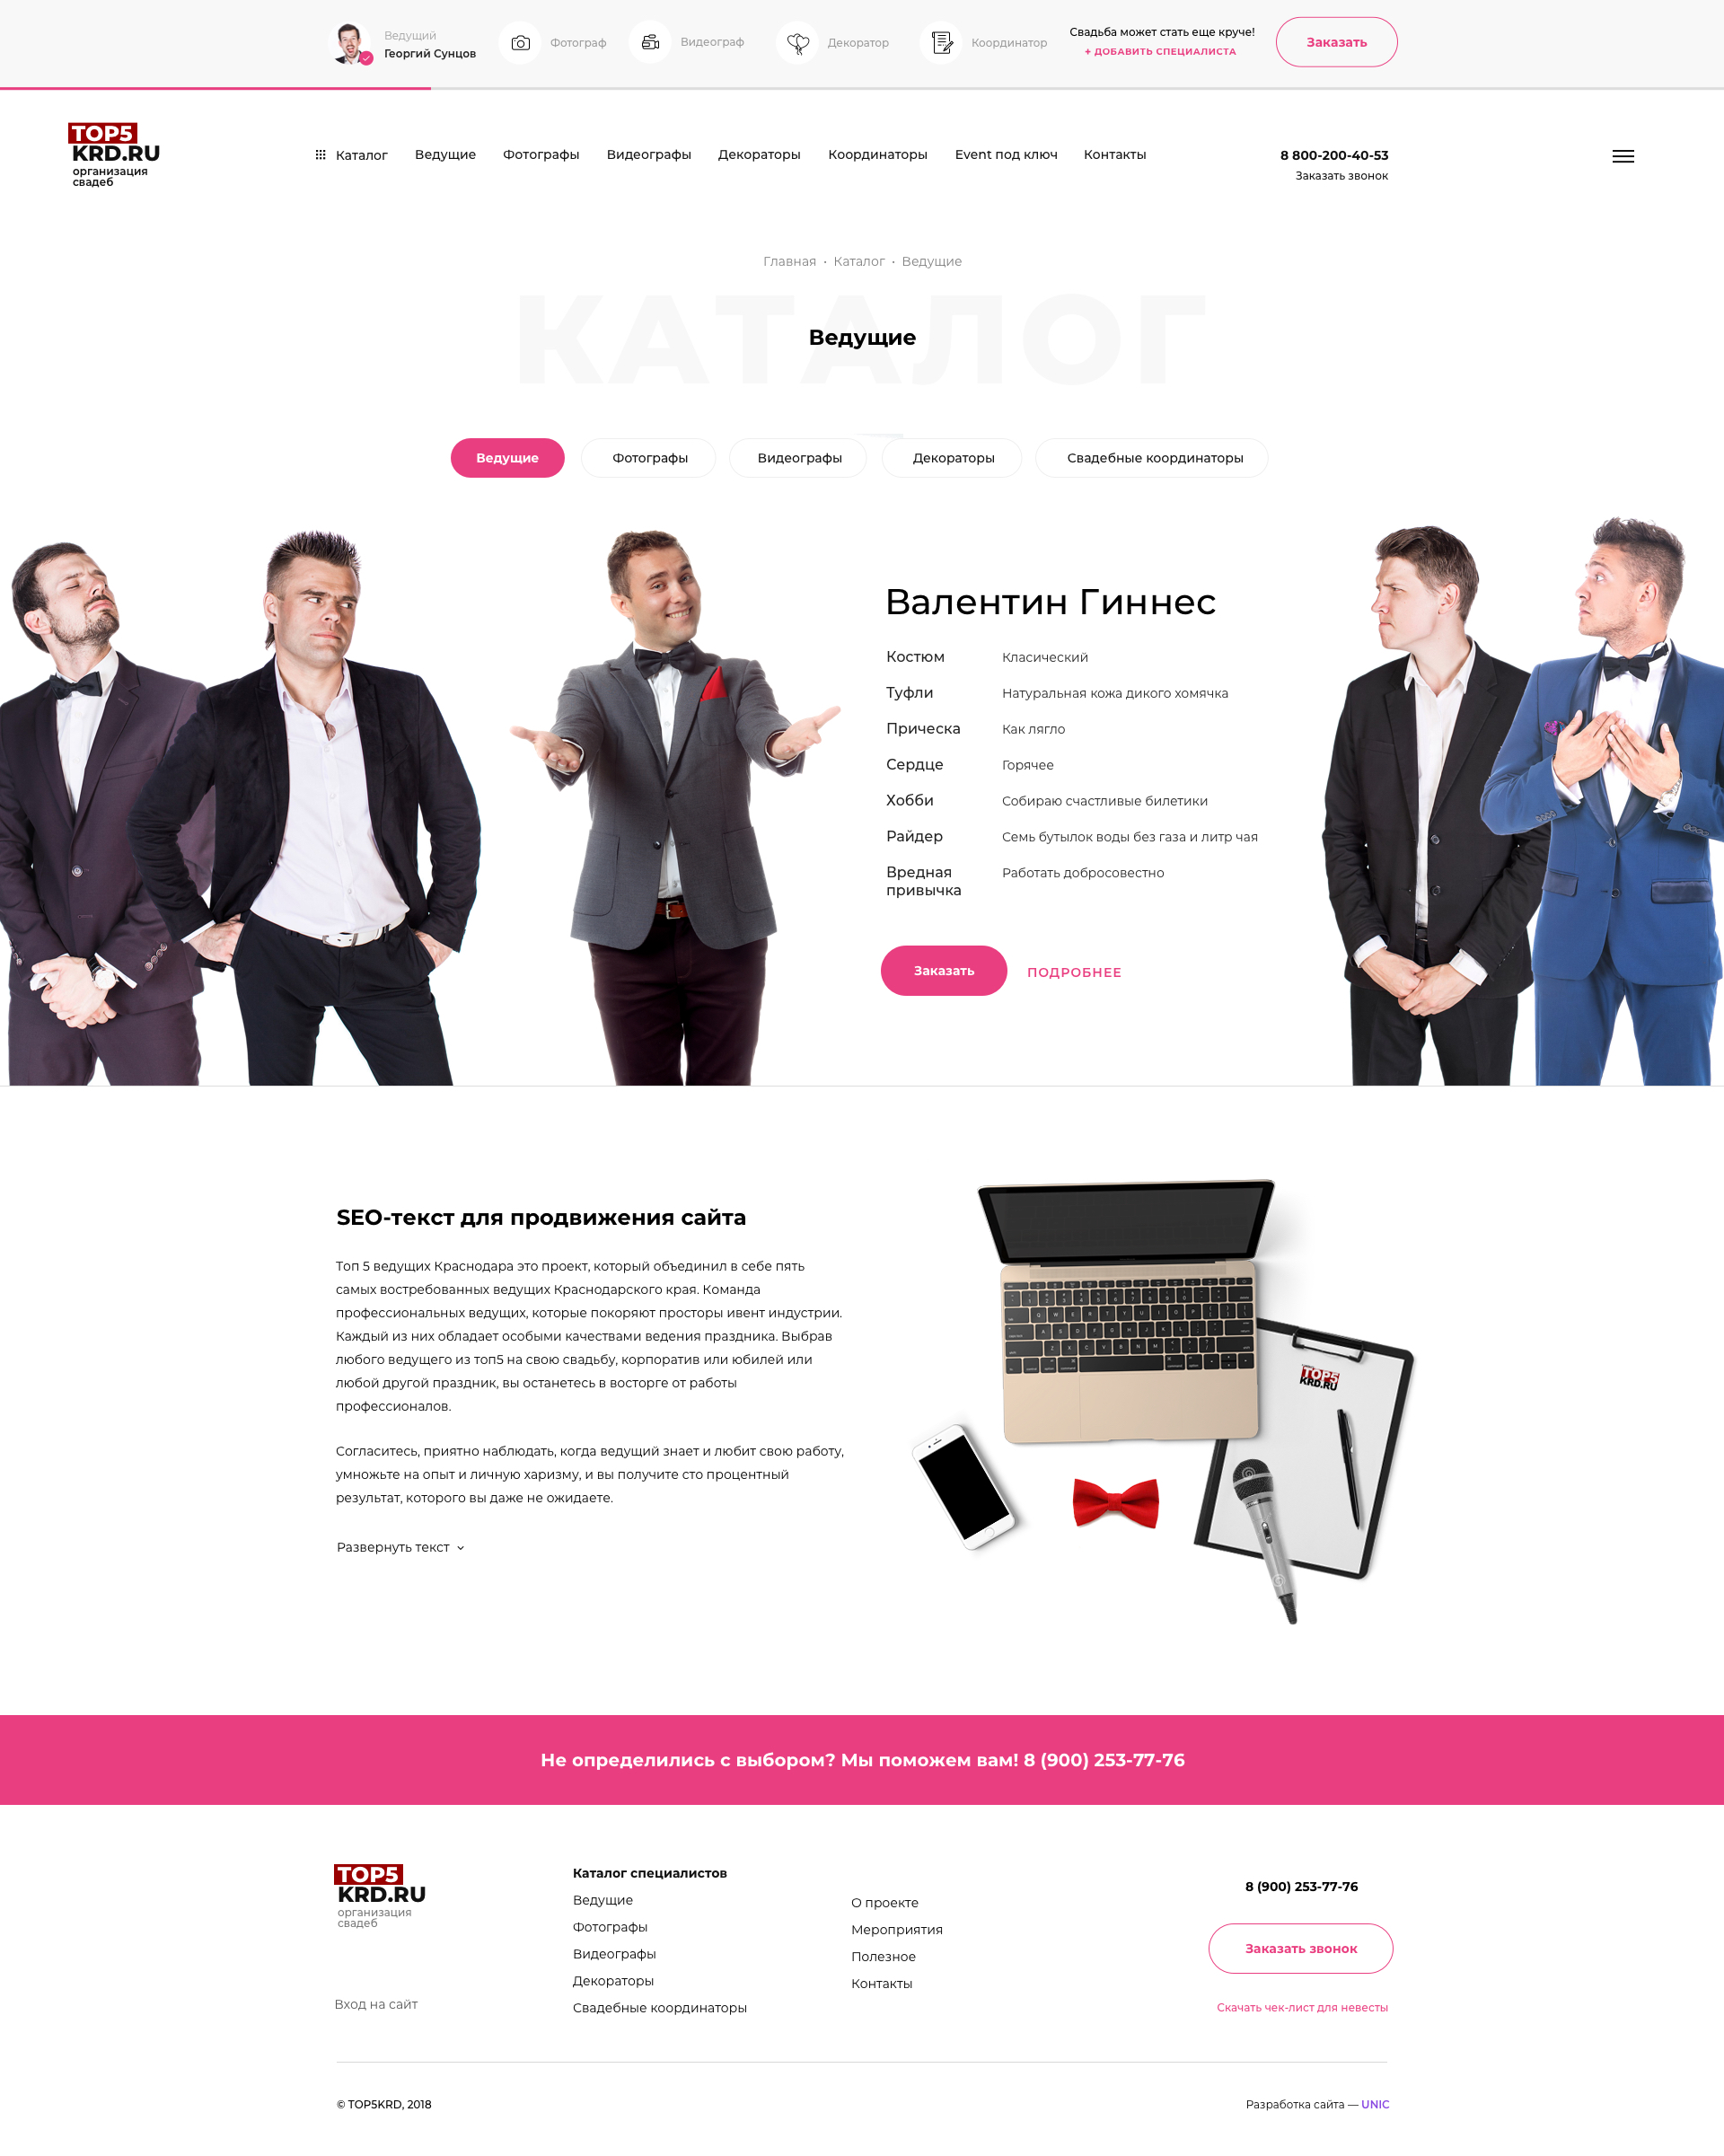 Ведущий
Георгий Сунцов
Фотограф
Видеограф
Декоратор
Координатор
Свадьба может стать еще круче!
+ ДОБАВИТЬ СПЕЦИАЛИСТА
Заказать
TOP5
KRD.RU
организация
свадеб
Каталог
Ведущие
Фотографы
Видеографы
Декораторы
Координаторы
Event под ключ
Контакты
8 800-200-40-53
Заказать звонок
Главная • Каталог • Ведущие
КАТАЛОГ
Ведущие
Ведущие
Фотографы
Видеографы
Декораторы
Свадебные координаторы
Валентин Гиннес
Костюм Класический
Туфли Натуральная кожа дикого хомячка
Прическа Как лягло
Сердце Горячее
Хобби Собираю счастливые билетики
Райдер Семь бутылок воды без газа и литр чая
Вредная Работать добросовестно
привычка
Заказать
ПОДРОБНЕЕ
SEO-текст для продвижения сайта
Топ 5 ведущих Краснодара это проект, который объединил в себе пять
самых востребованных ведущих Краснодарского края. Команда
профессиональных ведущих, которые покоряют просторы ивент индустрии.
Каждый из них обладает особыми качествами ведения праздника. Выбрав
любого ведущего из топ5 на свою свадьбу, корпоратив или юбилей или
любой другой праздник, вы останетесь в восторге от работы
профессионалов.
Согласитесь, приятно наблюдать, когда ведущий знает и любит свою работу,
умножьте на опыт и личную харизму, и вы получите сто процентный
результат, которого вы даже не ожидаете.
Развернуть текст
TOP5
KRD.RU
Не определились с выбором? Мы поможем вам! 8 (900) 253-77-76
TOP5
KRD.RU
организация
свадеб
Вход на сайт
Каталог специалистов
Ведущие
Фотографы
Видеографы
Декораторы
Свадебные координаторы
О проекте
Мероприятия
Полезное
Контакты
8 (900) 253-77-76
Заказать звонок
Скачать чек-лист для невесты
© TOP5KRD, 2018
Разработка сайта — UNIC